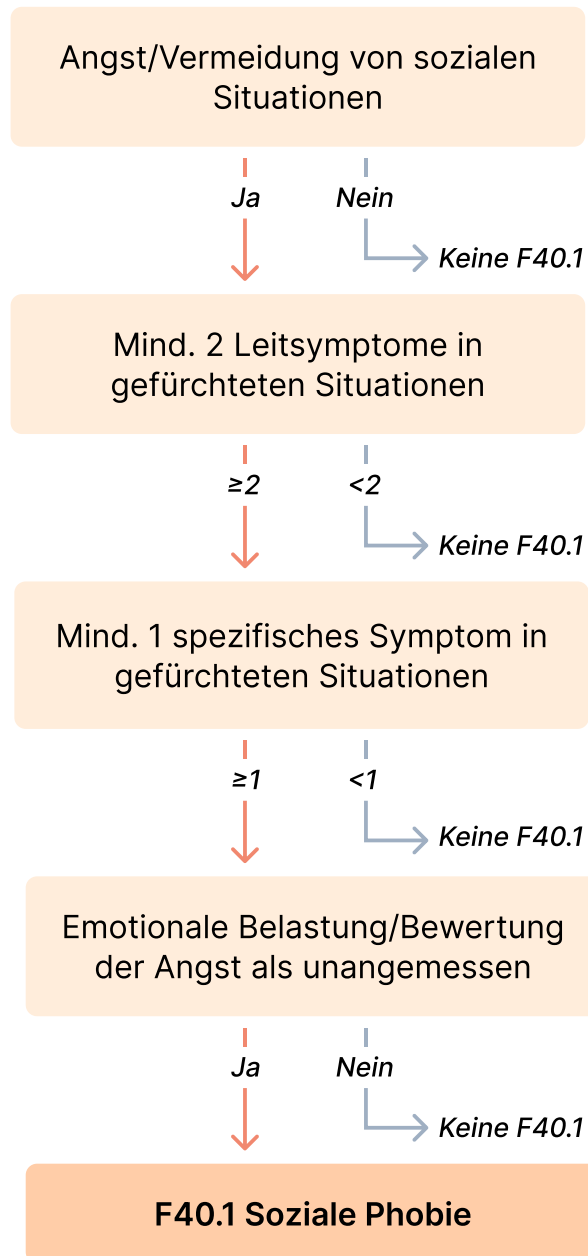 Angst/Vermeidung von sozialen
Situationen
Ja
Nein
Keine F40.1
Mind. 2 Leitsymptome in
gefürchteten Situationen
≥2
<2
Keine F40.1
Mind. 1 spezifisches Symptom in
gefürchteten Situationen
≥1
<1
Keine F40.1
Emotionale Belastung/Bewertung
der Angst als unangemessen
Ja
Nein
Keine F40.1
F40.1 Soziale Phobie